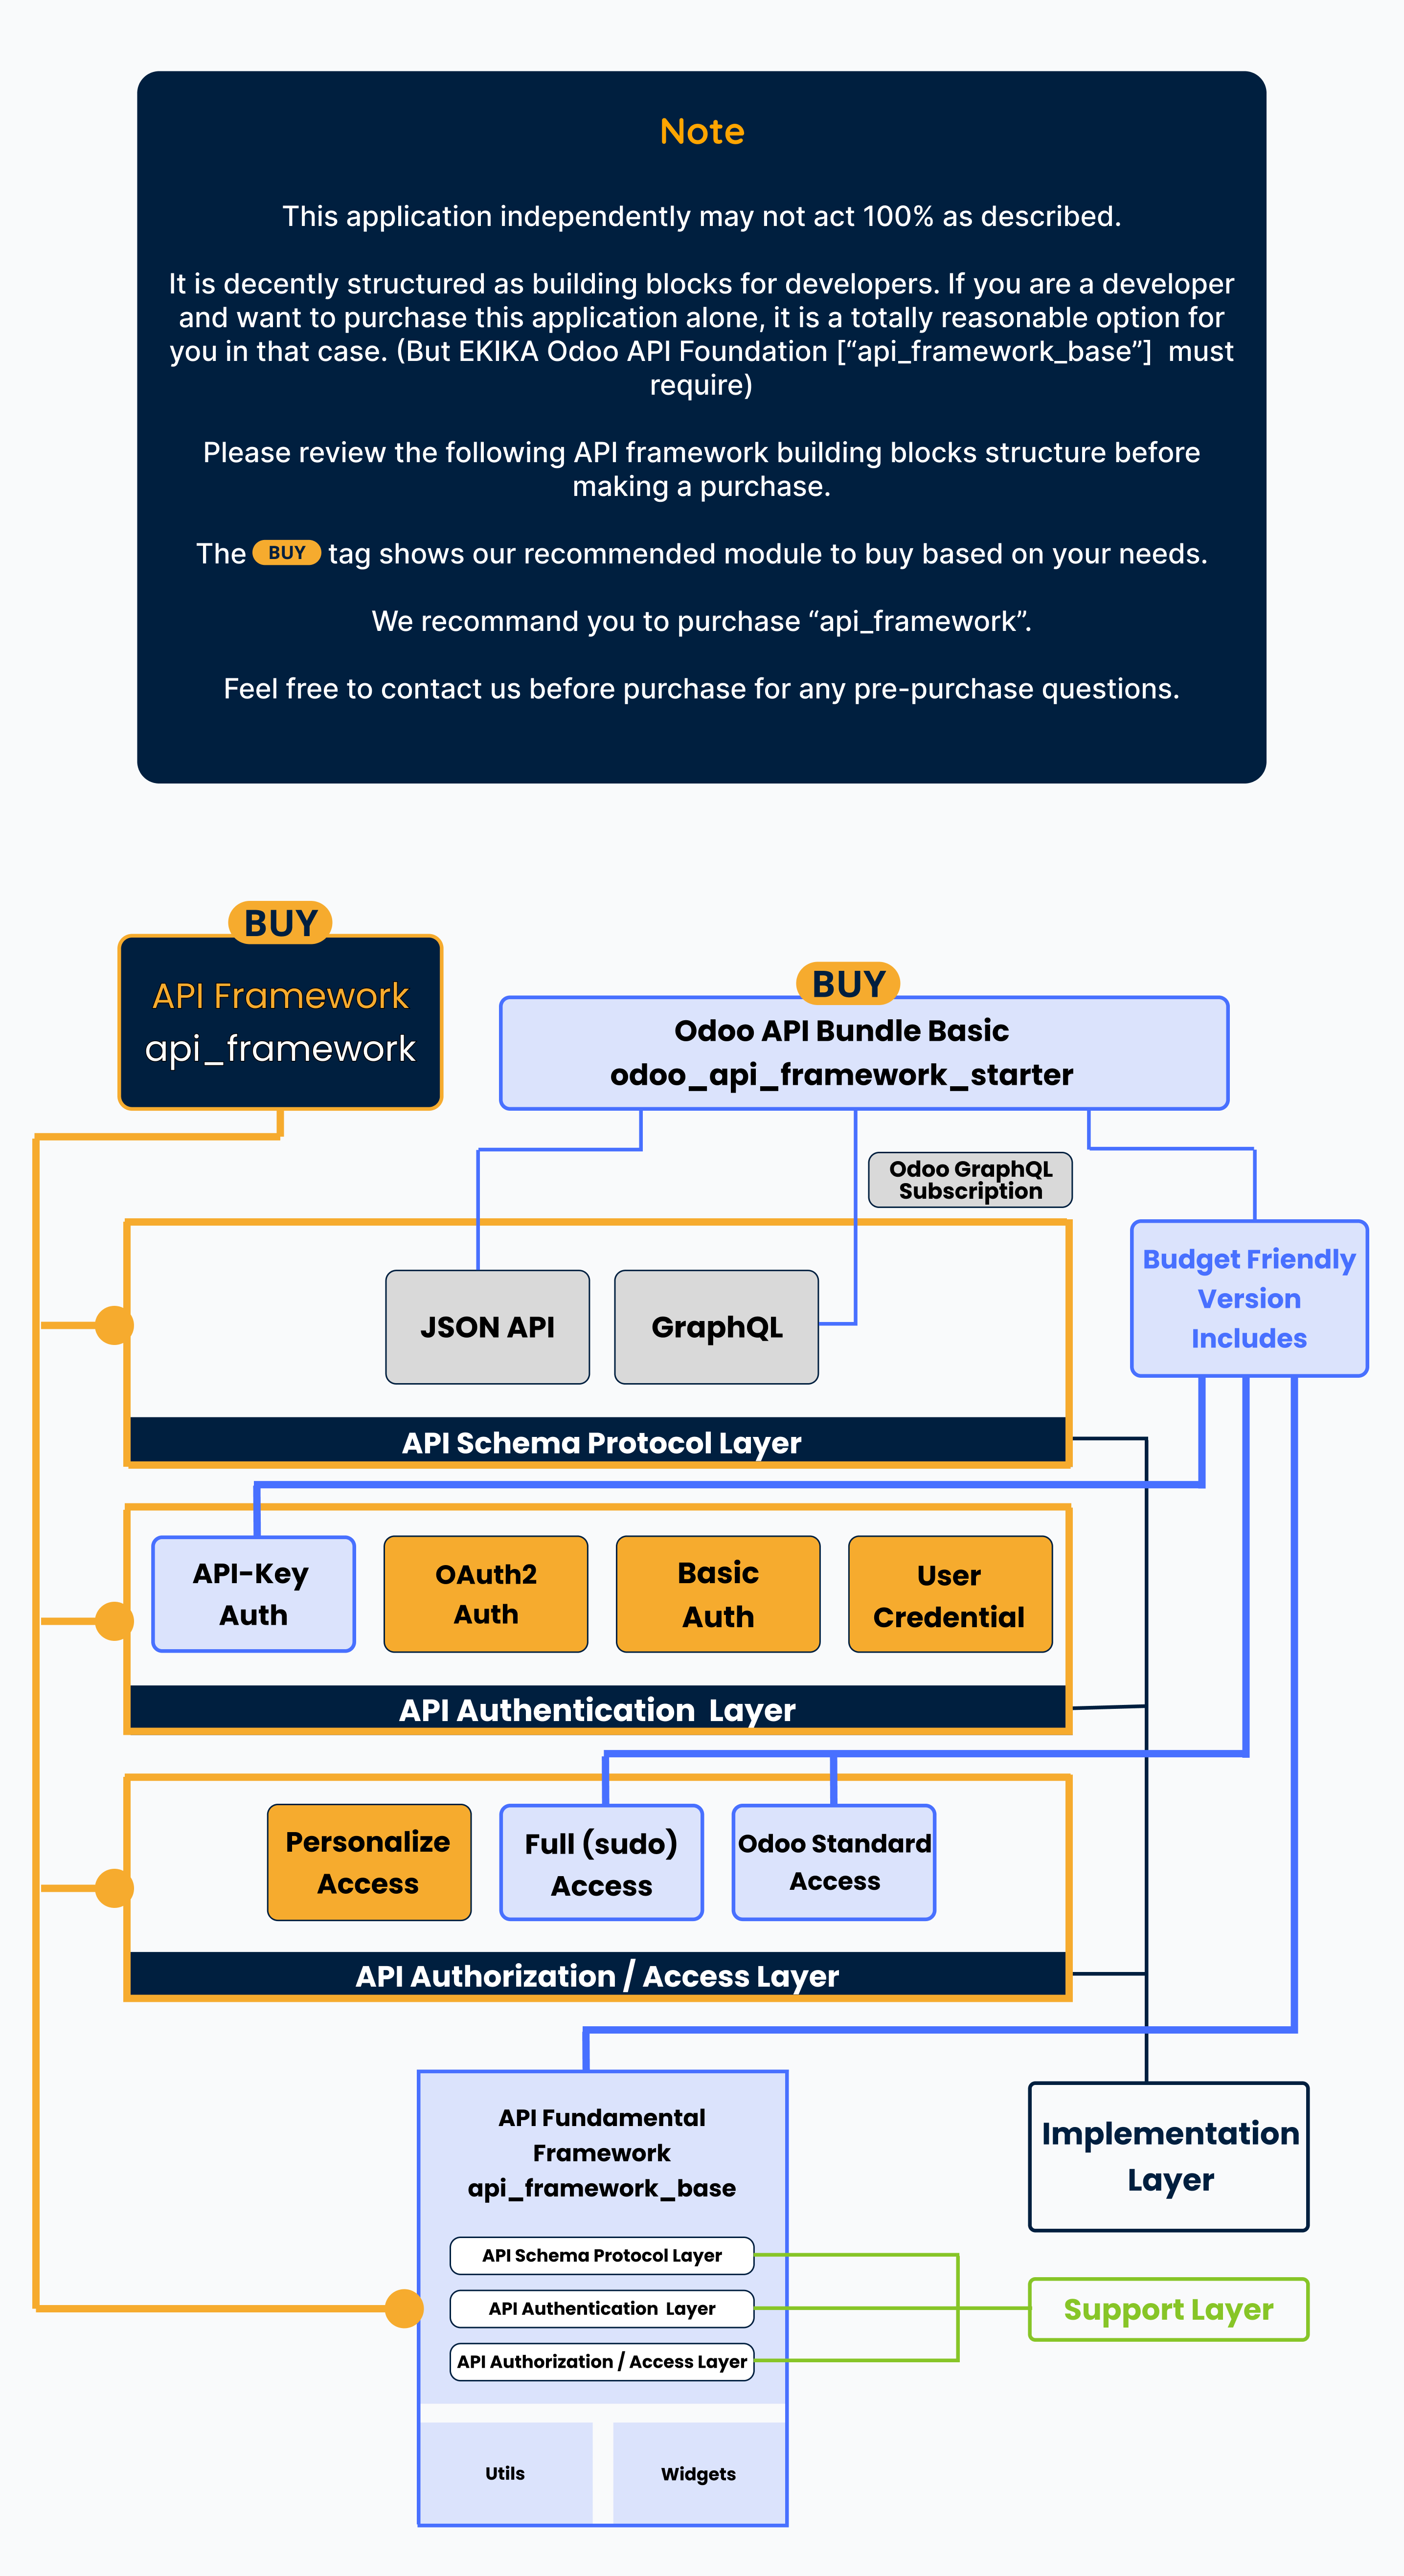 Note
This application independently may not act 100% as described.
It is decently structured as building blocks for developers. If you are a developer
and want to purchase this application alone, it is a totally reasonable option for
you in that case. (But EKIKA Odoo API Foundation [“api_framework_base”]  must
require)
Please review the following API framework building blocks structure before
making a purchase.
The BUY tag shows our recommended module to buy based on your needs.
We recommand you to purchase “api_framework”.
Feel free to contact us before purchase for any pre-purchase questions.
BUY
API Framework
api_framework
BUY
Odoo API Bundle Basic
odoo_api_framework_starter
Odoo GraphQL
Subscription
Budget Friendly
Version
Includes
JSON API
GraphQL
API Schema Protocol Layer
API-Key
Auth
OAuth2
Auth
Basic
Auth
User
Credential
API Authentication  Layer
Personalize
Access
Full (sudo)
Access
Odoo Standard
Access
API Authorization / Access Layer
API Fundamental
Framework
api_framework_base
API Schema Protocol Layer
API Authentication  Layer
API Authorization / Access Layer
Utils
Widgets
Implementation
Layer
Support Layer